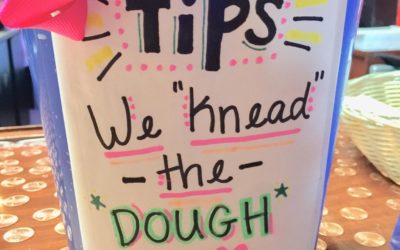 TiPS
We "Knead"
- the -
DOUGH